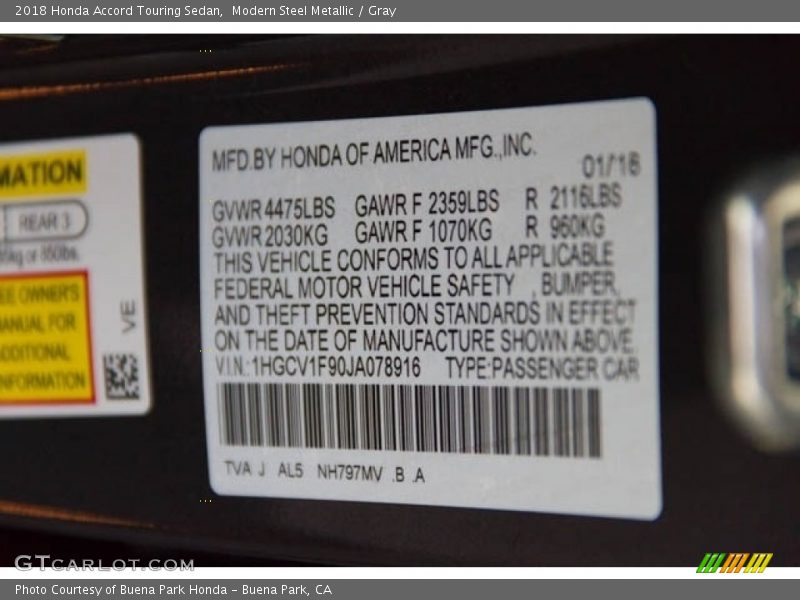 2018 Honda Accord Touring Sedan,  Modern Steel Metallic / Gray
MATION
REAR 3
kg or 850lbs.
EE OWNER'S
MANUAL FOR
ADDITIONAL
INFORMATION
VE
MFD.BY HONDA OF AMERICA MFG.,INC.
01/18
GVWR 4475LBS GAWR F 2359LBS R 2116LBS
GVWR 2030KG GAWR F 1070KG R 960KG
THIS VEHICLE CONFORMS TO ALL APPLICABLE
FEDERAL MOTOR VEHICLE SAFETY , BUMPER,
AND THEFT PREVENTION STANDARDS IN EFFECT
ON THE DATE OF MANUFACTURE SHOWN ABOVE.
V.I.N.:1HGCV1F90JA078916 TYPE:PASSENGER CAR
TVA J AL5 NH797MV .B .A
GTCARLOT.COM
Photo Courtesy of Buena Park Honda – Buena Park, CA